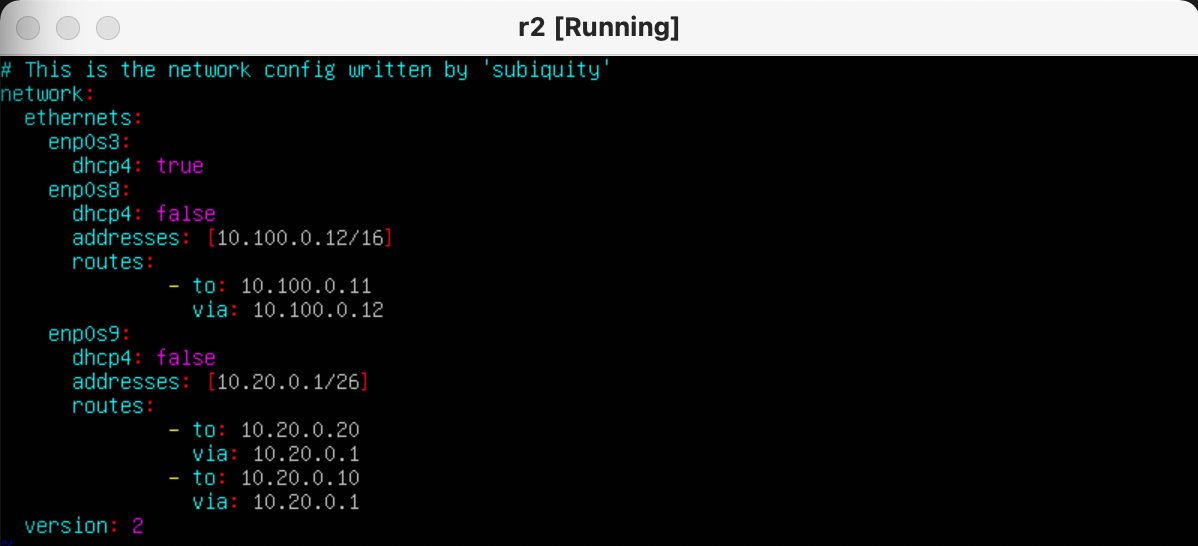 r2 [Running]
# This is the network config written by 'subiquity'
network:
  ethernets:
    enp0s3:
      dhcp4: true
    enp0s8:
      dhcp4: false
      addresses: [10.100.0.12/16]
      routes:
              - to: 10.100.0.11
                via: 10.100.0.12
    enp0s9:
      dhcp4: false
      addresses: [10.20.0.1/26]
      routes:
              - to: 10.20.0.20
                via: 10.20.0.1
              - to: 10.20.0.10
                via: 10.20.0.1
  version: 2